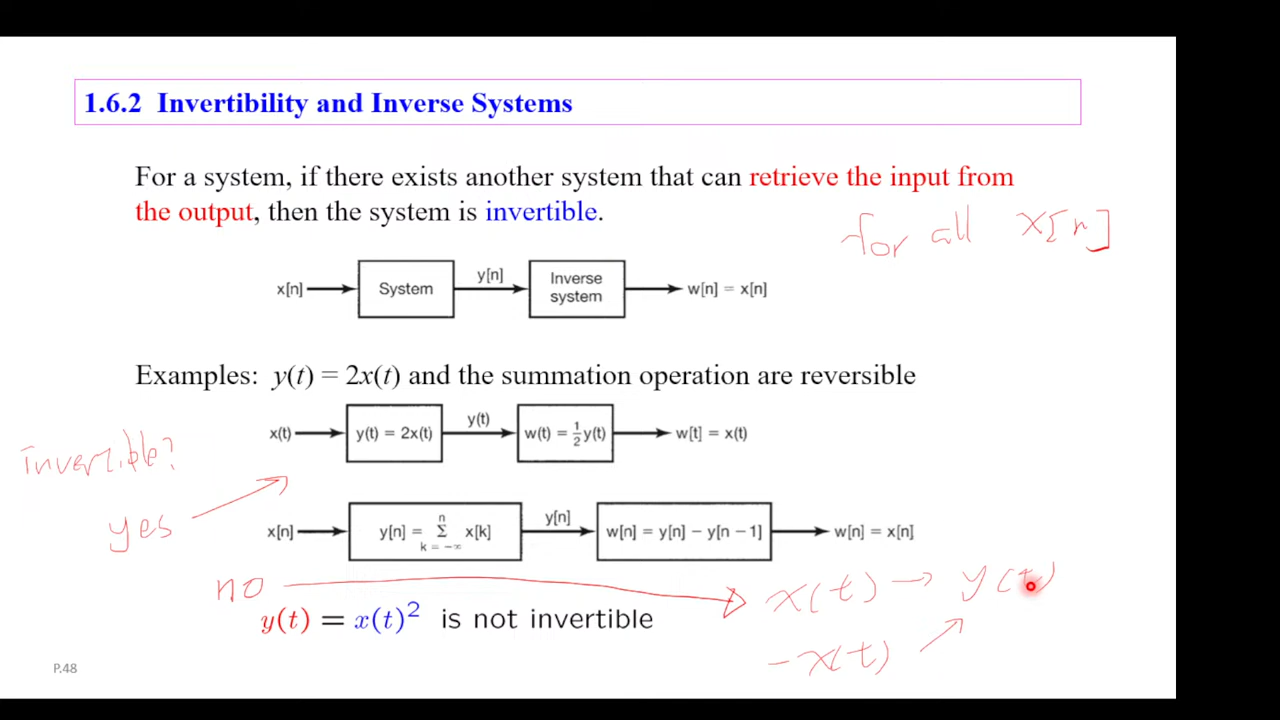 1.6.2 Invertibility and Inverse Systems
For a system, if there exists another system that can retrieve the input from
the output, then the system is invertible.
for all x[n]
x[n] System y[n] Inverse system w[n] = x[n]
Examples: y(t) = 2x(t) and the summation operation are reversible
x(t) y(t) = 2x(t) y(t) w(t) = 1/2 y(t) w[t] = x(t)
invertible?
yes
x[n] y[n] = Σ x[k] y[n] w[n] = y[n] − y[n − 1] w[n] = x[n]
n
k = −∞
no
x(t) → y(t)
y(t) = x(t)² is not invertible
-x(t)
P.48